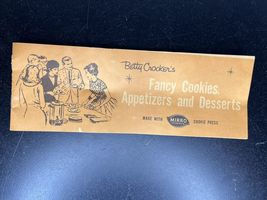 Betty Crocker's
Fancy Cookies,
Appetizers and Desserts
MADE WITH MIRRO COOKIE PRESS